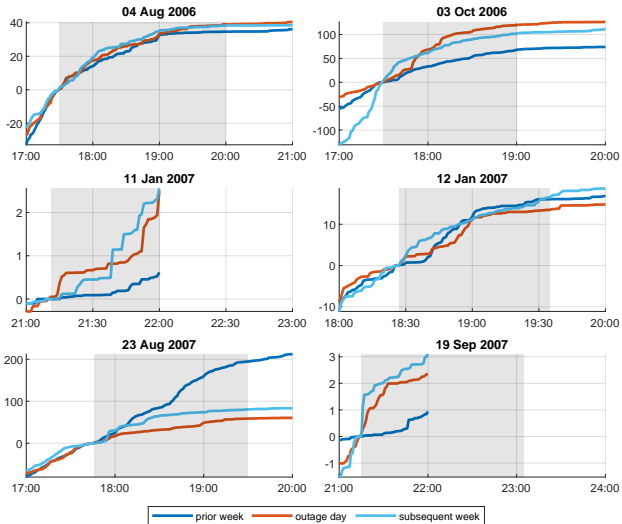 04 Aug 2006
40
20
0
-20
17:00 18:00 19:00 20:00 21:00
03 Oct 2006
100
50
0
-50
-100
17:00 18:00 19:00 20:00
11 Jan 2007
2
1
0
21:00 21:30 22:00 22:30 23:00
12 Jan 2007
10
0
-10
18:00 18:30 19:00 19:30 20:00
23 Aug 2007
200
100
0
17:00 18:00 19:00 20:00
19 Sep 2007
3
2
1
0
-1
21:00 22:00 23:00 24:00
prior week outage day subsequent week